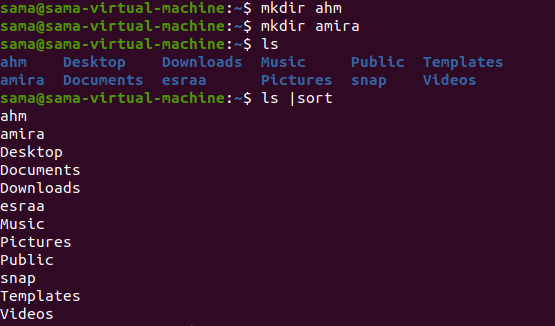 sama@sama-virtual-machine:~$ mkdir ahm
sama@sama-virtual-machine:~$ mkdir amira
sama@sama-virtual-machine:~$ ls
ahm    Desktop    Downloads  Music     Public  Templates
amira  Documents  esraa      Pictures  snap    Videos
sama@sama-virtual-machine:~$ ls |sort
ahm
amira
Desktop
Documents
Downloads
esraa
Music
Pictures
Public
snap
Templates
Videos